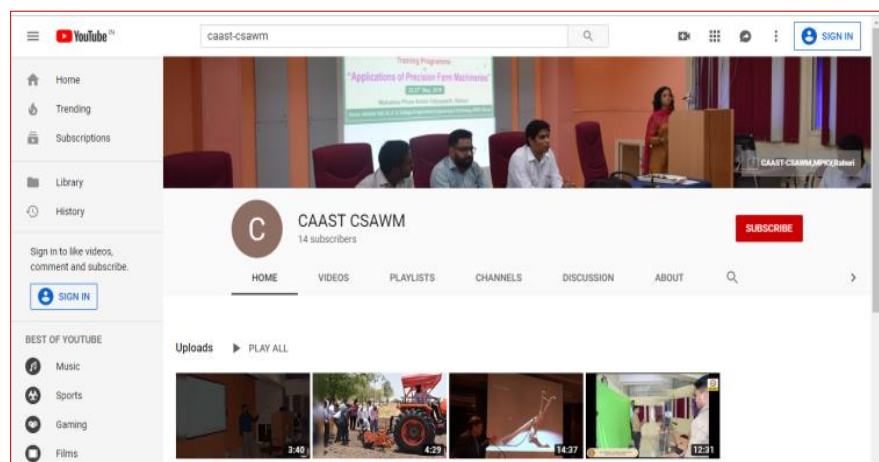 YouTube IN
caast-csawm
SIGN IN
Home
Trending
Subscriptions
Library
History
Sign in to like videos,
comment and subscribe.
SIGN IN
BEST OF YOUTUBE
Music
Sports
Gaming
Films
Training Programme
"Applications of Precision Farm Machineries"
CAAST-CSAWM,MPKV,Rahuri
C
CAAST CSAWM
14 subscribers
SUBSCRIBE
HOME VIDEOS PLAYLISTS CHANNELS DISCUSSION ABOUT
Uploads PLAY ALL
3:40 4:29 14:37 12:31